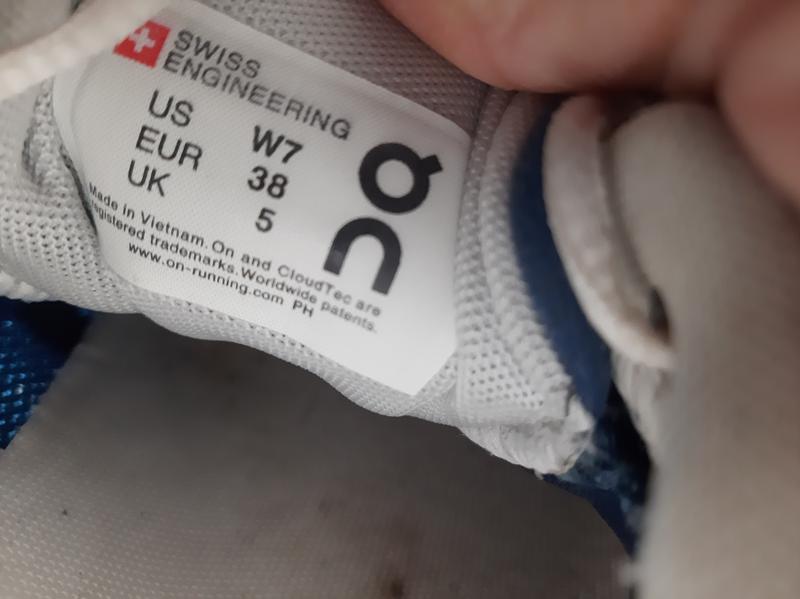 SWISS
ENGINEERING
US W7
EUR 38
UK 5
On
Made in Vietnam. On and CloudTec are
registered trademarks. Worldwide patents.
www.on-running.com PH